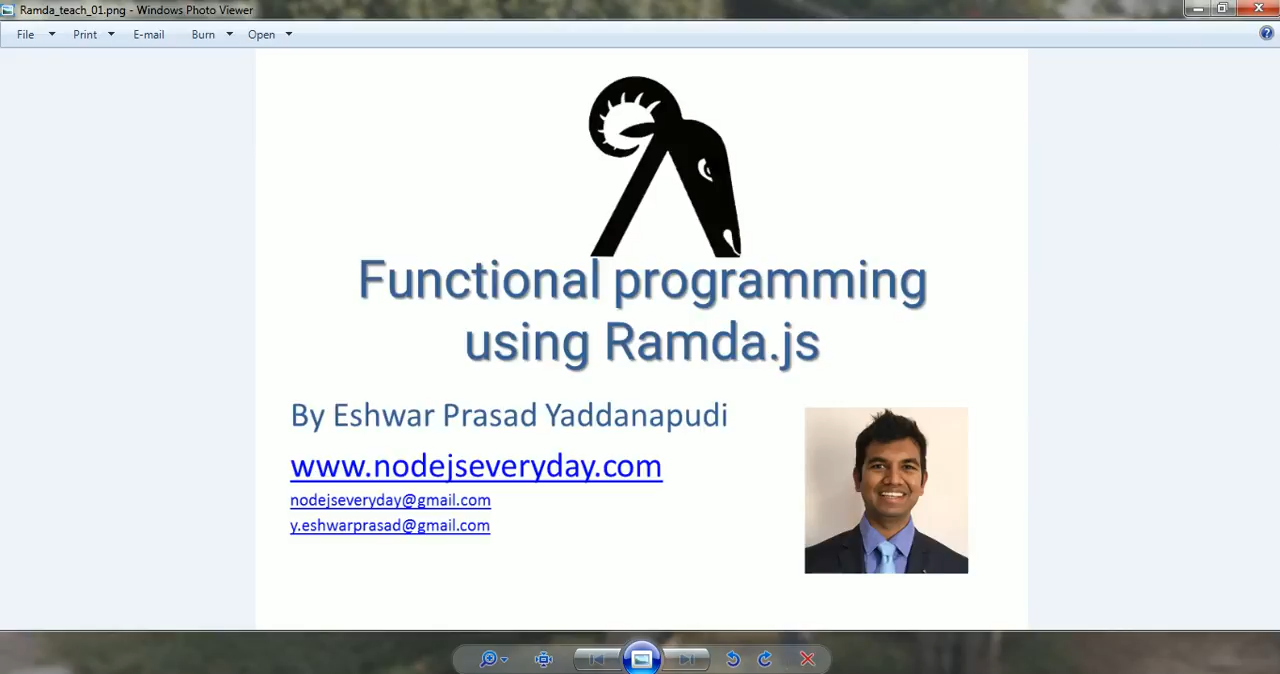 Ramda_teach_01.png - Windows Photo Viewer
File Print E-mail Burn Open
Functional programming
using Ramda.js
By Eshwar Prasad Yaddanapudi
www.nodejseveryday.com
nodejseveryday@gmail.com
y.eshwarprasad@gmail.com